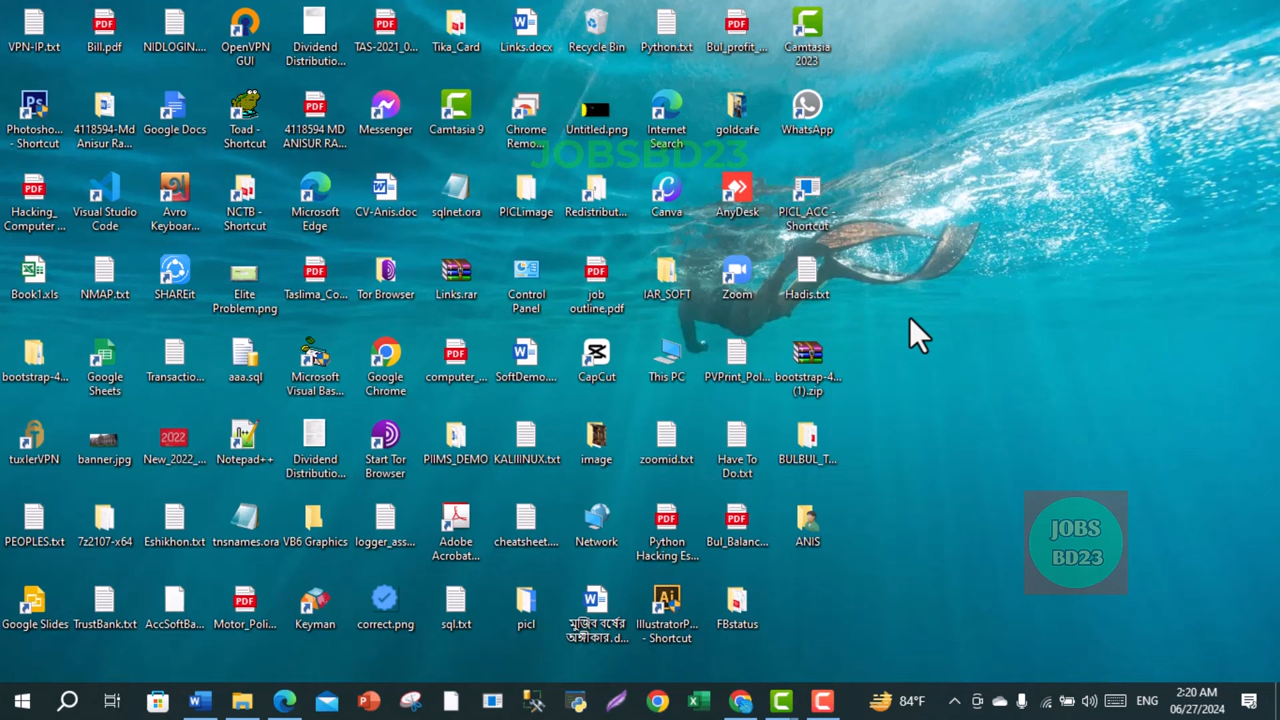 VPN-IP.txt
Bill.pdf
NIDLOGIN....
OpenVPN
GUI
Dividend
Distributio...
TAS-2021_0...
Tika_Card
Links.docx
Recycle Bin
Python.txt
Bul_profit_...
Camtasia
2023
Photosho...
- Shortcut
4118594-Md
Anisur Ra...
Google Docs
Toad -
Shortcut
4118594 MD
ANISUR RA...
Messenger
Camtasia 9
Chrome
Remo...
Untitled.png
Internet
Search
goldcafe
WhatsApp
JOBSBD23
Hacking_
Computer ...
Visual Studio
Code
Avro
Keyboar...
NCTB -
Shortcut
Microsoft
Edge
CV-Anis.doc
sqlnet.ora
PICLimage
Redistribut...
Canva
AnyDesk
PICL_ACC -
Shortcut
Book1.xls
NMAP.txt
SHAREit
Elite
Problem.png
Taslima_Co...
Tor Browser
Links.rar
Control
Panel
job
outline.pdf
IAR_SOFT
Zoom
Hadis.txt
bootstrap-4...
Google
Sheets
Transactio...
aaa.sql
Microsoft
Visual Bas...
Google
Chrome
computer_...
SoftDemo....
CapCut
This PC
PVPrint_Pol...
bootstrap-4...
(1).zip
tuxlerVPN
banner.jpg
2022
New_2022_...
Notepad++
Dividend
Distributio...
Start Tor
Browser
PIIMS_DEMO
KALIIINUX.txt
image
zoomid.txt
Have To
Do.txt
BULBUL_T...
PEOPLES.txt
7z2107-x64
Eshikhon.txt
tnsnames.ora
VB6 Graphics
logger_ass...
Adobe
Acrobat...
cheatsheet....
Network
Python
Hacking Es...
Bul_Balanc...
ANIS
JOBS
BD23
Google Slides
TrustBank.txt
AccSoftBa...
Motor_Poli...
Keyman
correct.png
sql.txt
picl
মুজিব বর্ষের
অঙ্গীকার.d...
IllustratorP...
- Shortcut
FBstatus
84°F
ENG
2:20 AM
06/27/2024